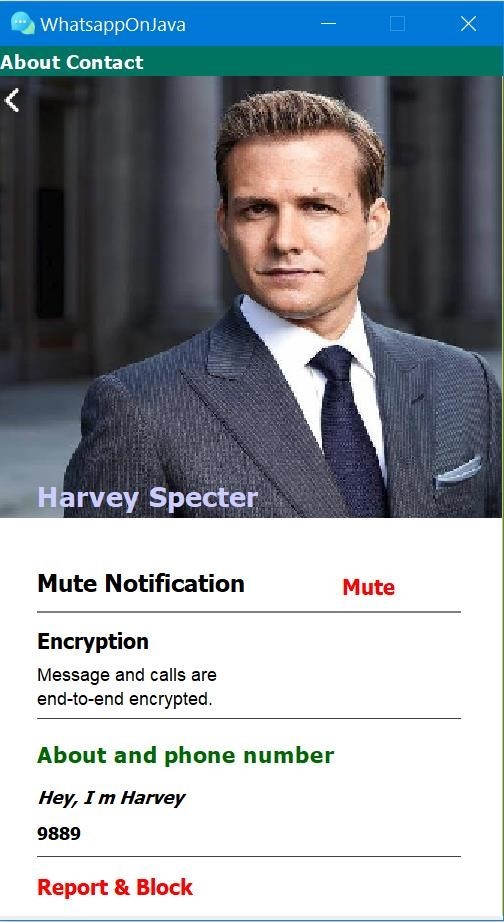 WhatsappOnJava
About Contact
Harvey Specter
Mute Notification
Mute
Encryption
Message and calls are
end-to-end encrypted.
About and phone number
Hey, I m Harvey
9889
Report & Block